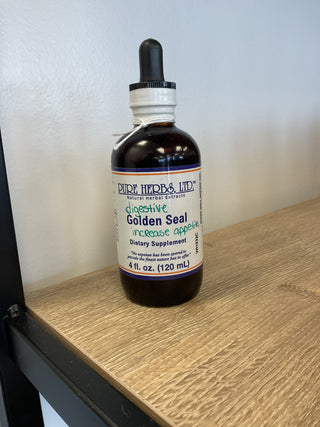 PURE HERBS, LTD.™
Natural Herbal Extracts
digestive
Golden Seal
increase appetite
Dietary Supplement
"No expense has been spared to
provide the finest nature has to offer."
4 fl. oz. (120 mL)